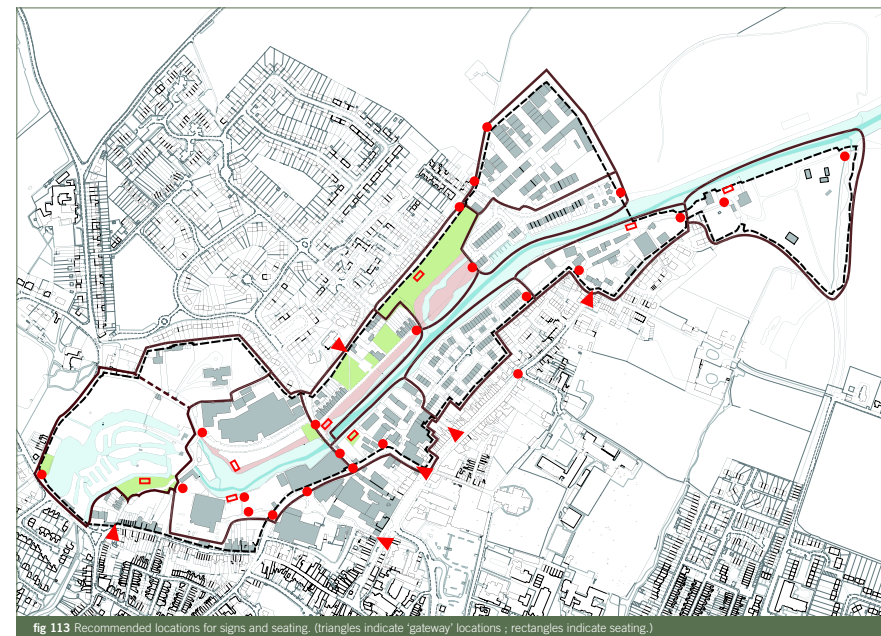 fig 113 Recommended locations for signs and seating. (triangles indicate ‘gateway’ locations ; rectangles indicate seating.)